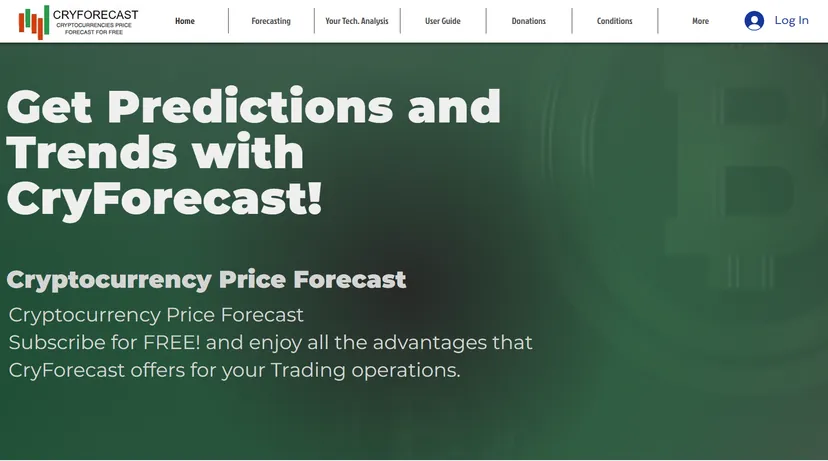 CRYFORECAST
CRYPTOCURRENCIES PRICE
FORECAST FOR FREE
Home
Forecasting
Your Tech. Analysis
User Guide
Donations
Conditions
More
Log In
Get Predictions and
Trends with
CryForecast!
Cryptocurrency Price Forecast
Cryptocurrency Price Forecast
Subscribe for FREE! and enjoy all the advantages that
CryForecast offers for your Trading operations.